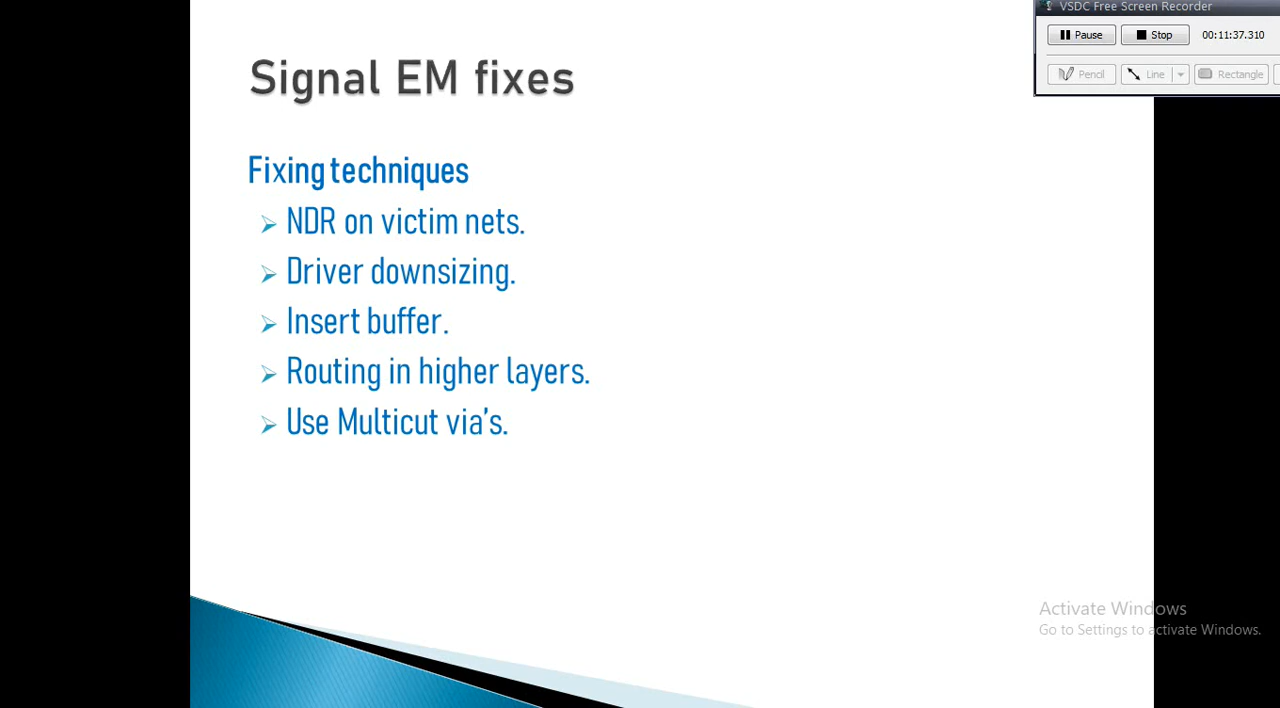 VSDC Free Screen Recorder
Pause Stop 00:11:37.310
Pencil Line Rectangle
Signal EM fixes
Fixing techniques
NDR on victim nets.
Driver downsizing.
Insert buffer.
Routing in higher layers.
Use Multicut via's.
Activate Windows
Go to Settings to activate Windows.